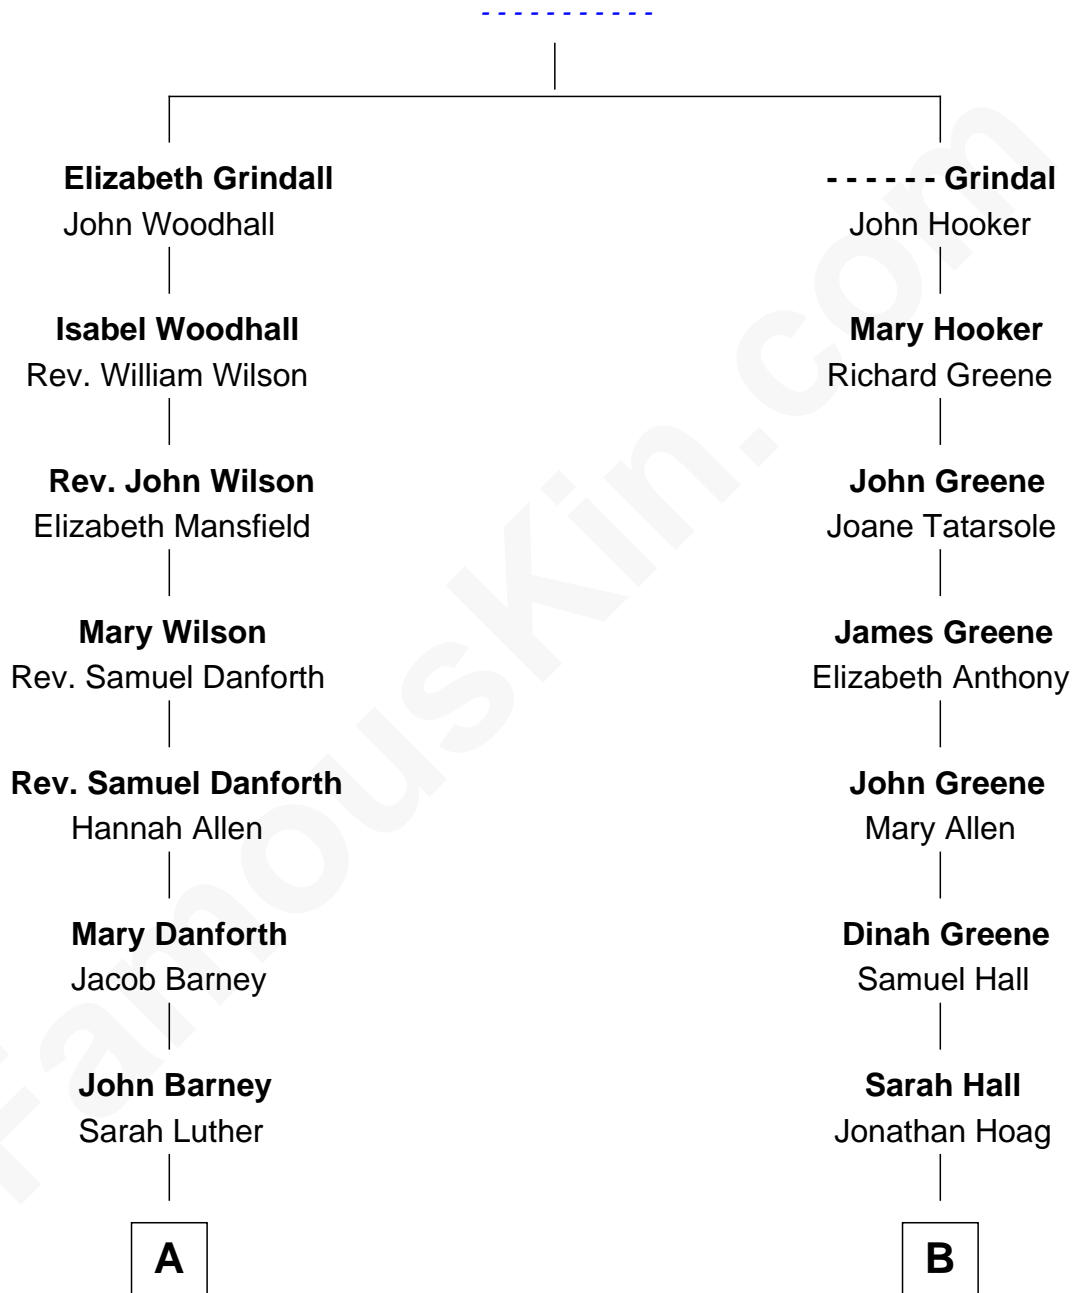 - - - - - - - - - - -
Elizabeth Grindall
John Woodhall
- - - - - - Grindal
John Hooker
Isabel Woodhall
Rev. William Wilson
Mary Hooker
Richard Greene
Rev. John Wilson
Elizabeth Mansfield
John Greene
Joane Tatarsole
Mary Wilson
Rev. Samuel Danforth
James Greene
Elizabeth Anthony
Rev. Samuel Danforth
Hannah Allen
John Greene
Mary Allen
Mary Danforth
Jacob Barney
Dinah Greene
Samuel Hall
John Barney
Sarah Luther
Sarah Hall
Jonathan Hoag
A
B
FamousKin.com